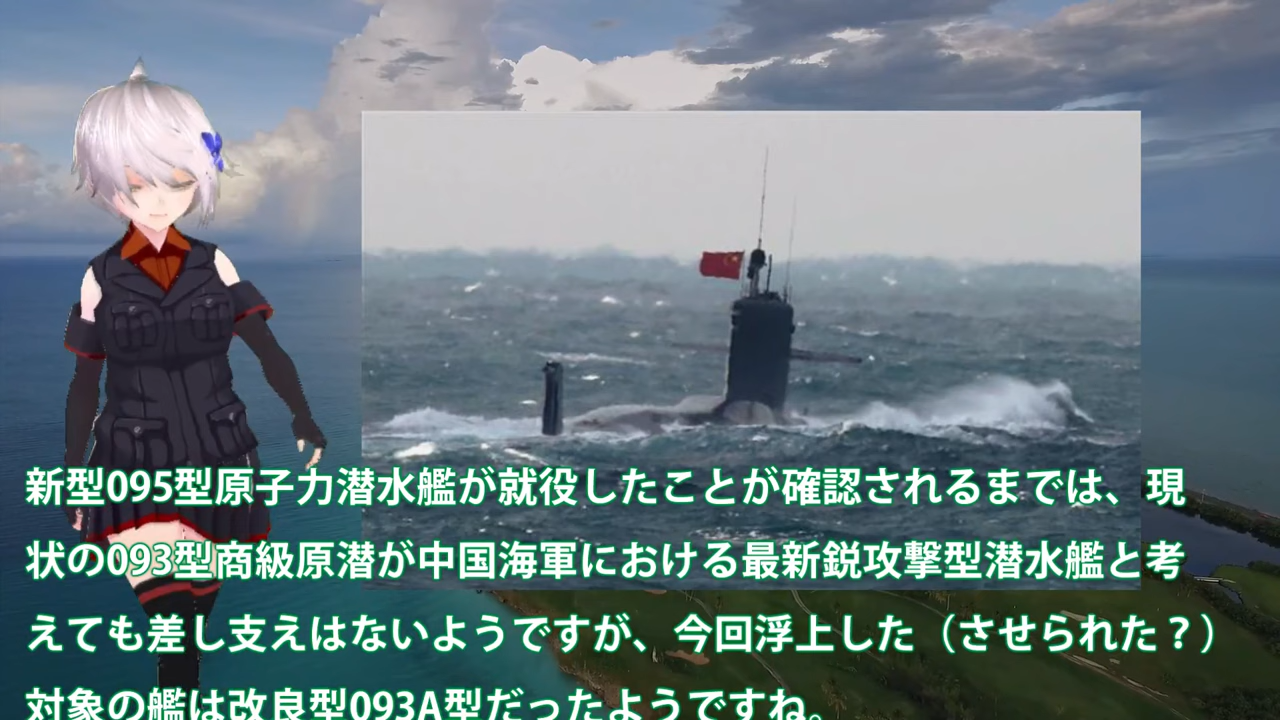 新型095型原子力潜水艦が就役したことが確認されるまでは、現
状の093型商級原潜が中国海軍における最新鋭攻撃型潜水艦と考
えても差し支えはないようですが、今回浮上した（させられた？）
対象の艦は改良型093A型だったようですね。